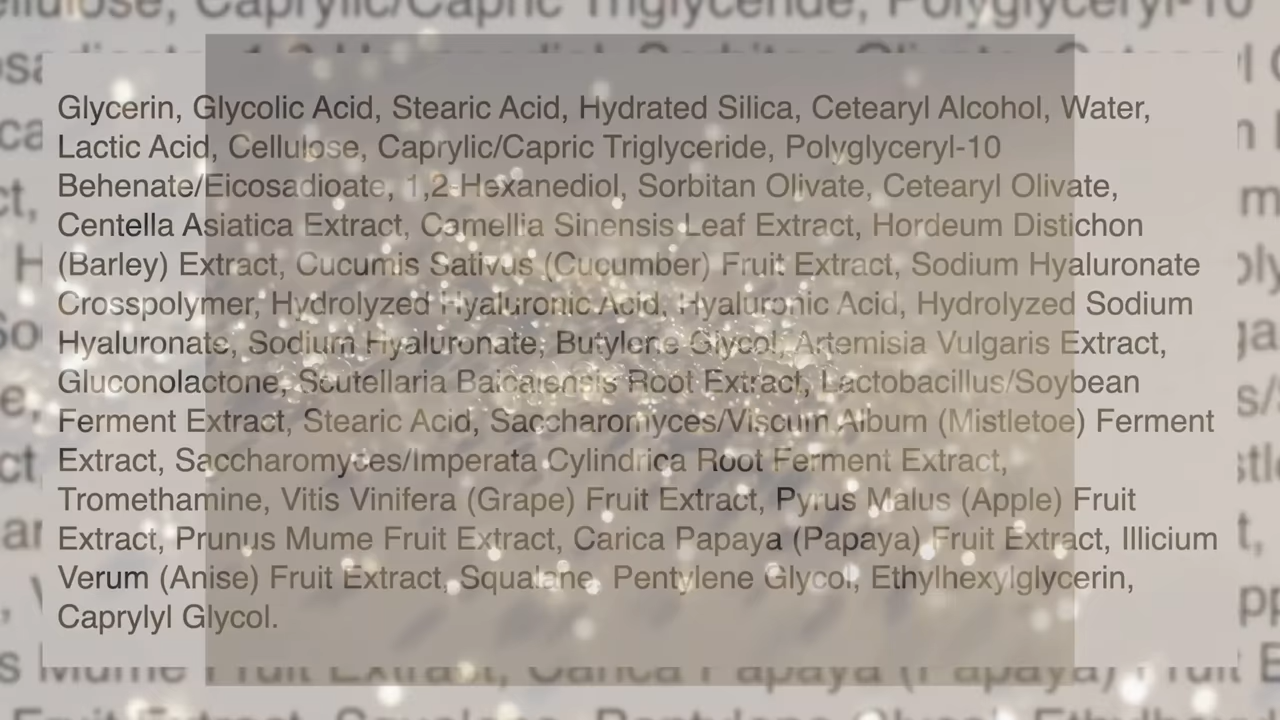 Glycerin, Glycolic Acid, Stearic Acid, Hydrated Silica, Cetearyl Alcohol, Water,
Lactic Acid, Cellulose, Caprylic/Capric Triglyceride, Polyglyceryl-10
Behenate/Eicosadioate, 1,2-Hexanediol, Sorbitan Olivate, Cetearyl Olivate,
Centella Asiatica Extract, Camellia Sinensis Leaf Extract, Hordeum Distichon
(Barley) Extract, Cucumis Sativus (Cucumber) Fruit Extract, Sodium Hyaluronate
Crosspolymer, Hydrolyzed Hyaluronic Acid, Hyaluronic Acid, Hydrolyzed Sodium
Hyaluronate, Sodium Hyaluronate, Butylene Glycol, Artemisia Vulgaris Extract,
Gluconolactone, Scutellaria Baicalensis Root Extract, Lactobacillus/Soybean
Ferment Extract, Stearic Acid, Saccharomyces/Viscum Album (Mistletoe) Ferment
Extract, Saccharomyces/Imperata Cylindrica Root Ferment Extract,
Tromethamine, Vitis Vinifera (Grape) Fruit Extract, Pyrus Malus (Apple) Fruit
Extract, Prunus Mume Fruit Extract, Carica Papaya (Papaya) Fruit Extract, Illicium
Verum (Anise) Fruit Extract, Squalane, Pentylene Glycol, Ethylhexylglycerin,
Caprylyl Glycol.